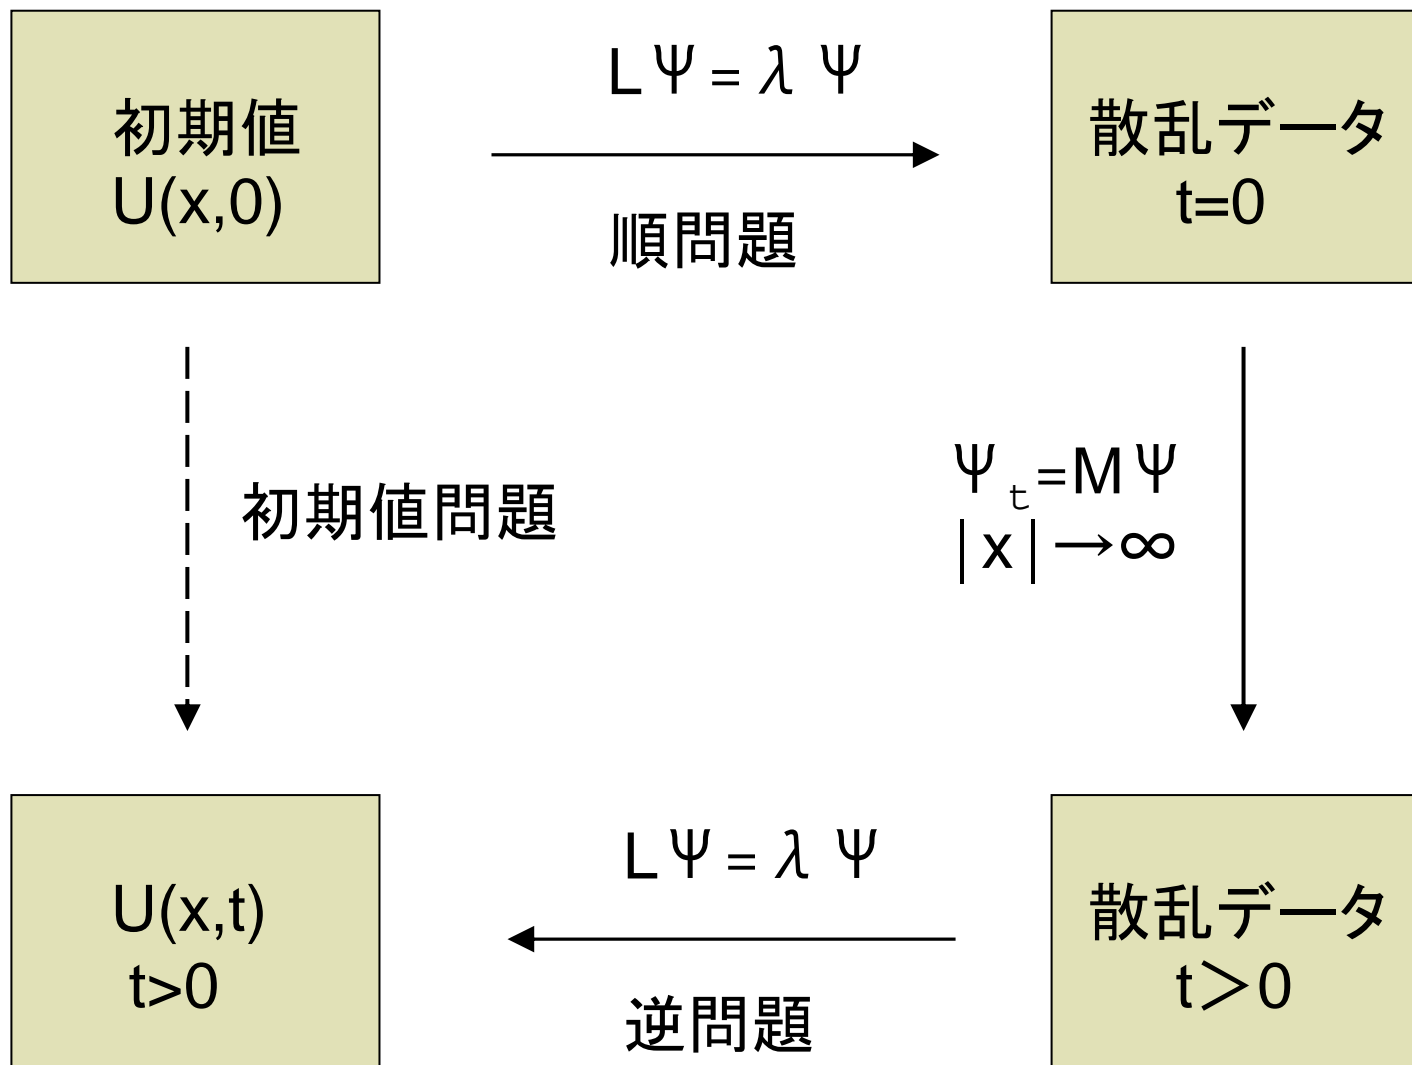 初期値
U(x,0)
LΨ=λΨ
順問題
散乱データ
t=0
初期値問題
Ψt=MΨ
|x|→∞
U(x,t)
t>0
LΨ=λΨ
逆問題
散乱データ
t＞0